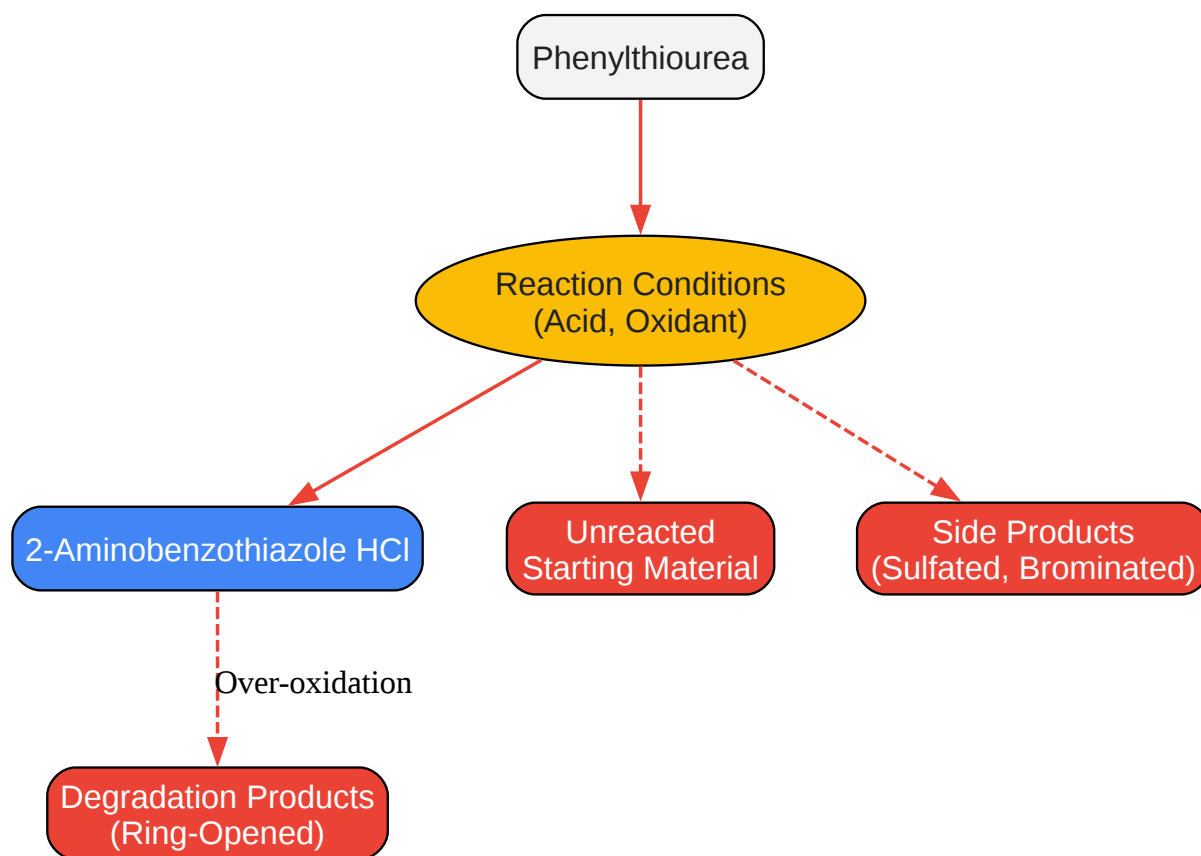 Phenylthiourea
Reaction Conditions
(Acid, Oxidant)
2-Aminobenzothiazole HCl
Unreacted
Starting Material
Side Products
(Sulfated, Brominated)
Over-oxidation
Degradation Products
(Ring-Opened)